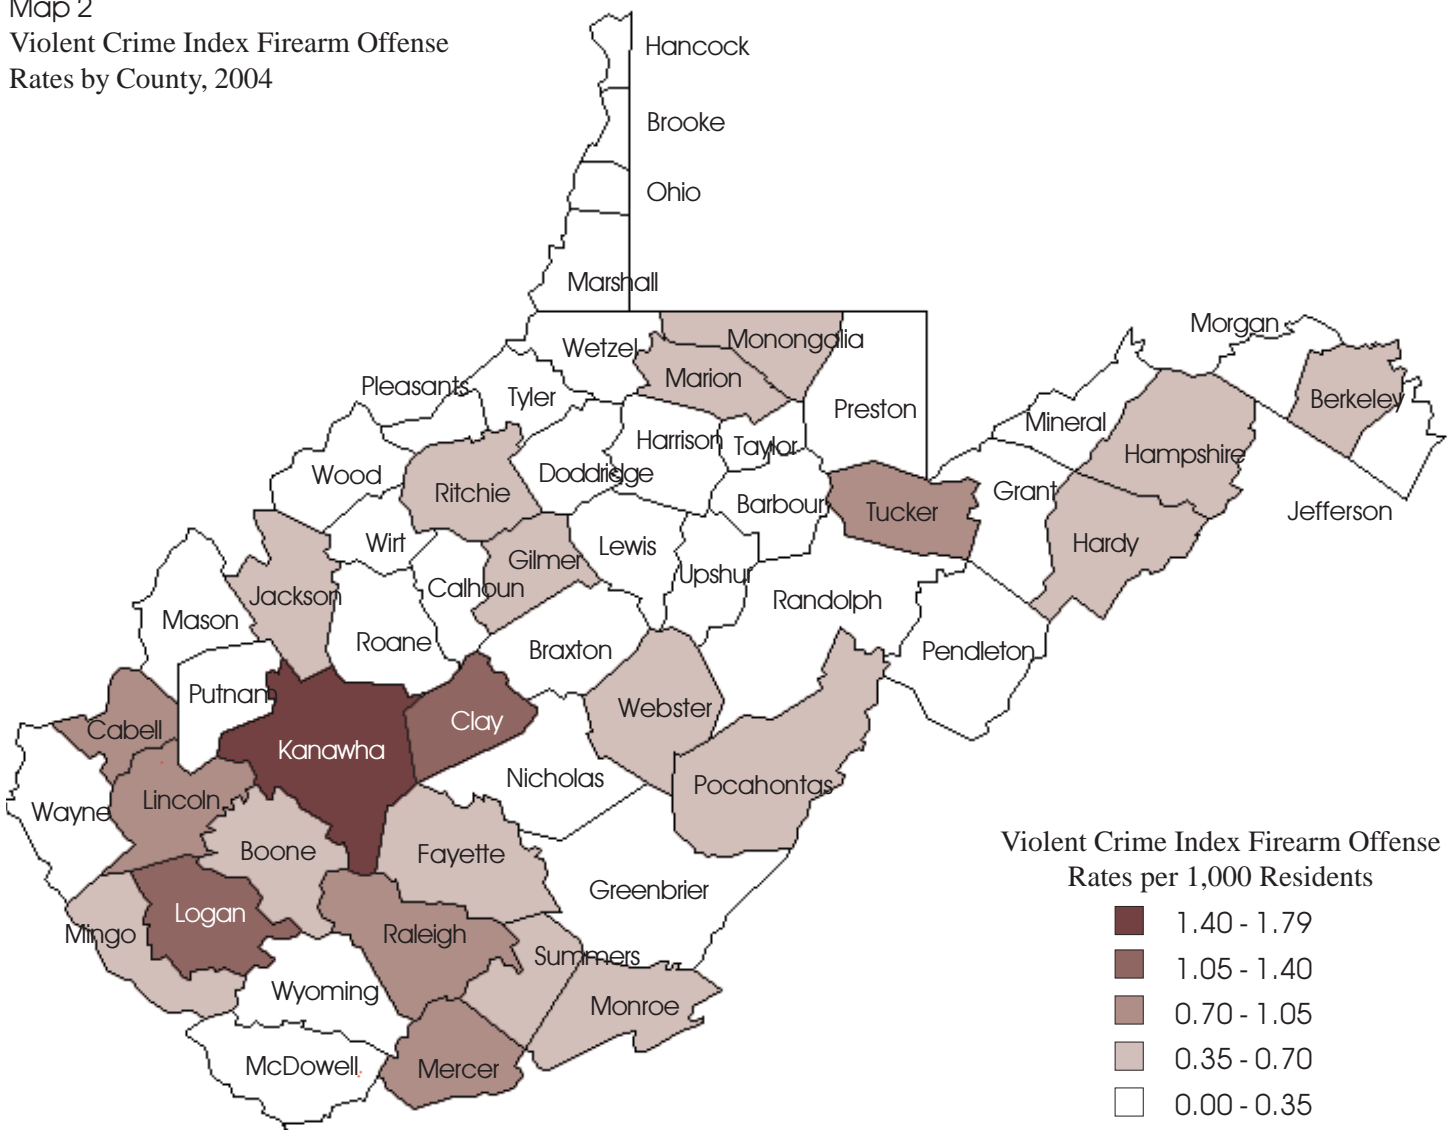 Map 2
Violent Crime Index Firearm Offense
Rates by County, 2004
Hancock
Brooke
Ohio
Marshall
Morgan
Wetzel
Monongalia
Marion
Pleasants
Tyler
Berkeley
Preston
Mineral
Harrison
Taylor
Hampshire
Wood
Doddridge
Ritchie
Grant
Barbour
Tucker
Jefferson
Wirt
Lewis
Hardy
Gilmer
Upshur
Calhoun
Jackson
Randolph
Mason
Roane
Braxton
Pendleton
Putnam
Webster
Clay
Cabell
Kanawha
Nicholas
Pocahontas
Lincoln
Wayne
Boone
Fayette
Greenbrier
Logan
Mingo
Raleigh
Summers
Wyoming
Monroe
McDowell
Mercer
Violent Crime Index Firearm Offense
Rates per 1,000 Residents
1.40 - 1.79
1.05 - 1.40
0.70 - 1.05
0.35 - 0.70
0.00 - 0.35